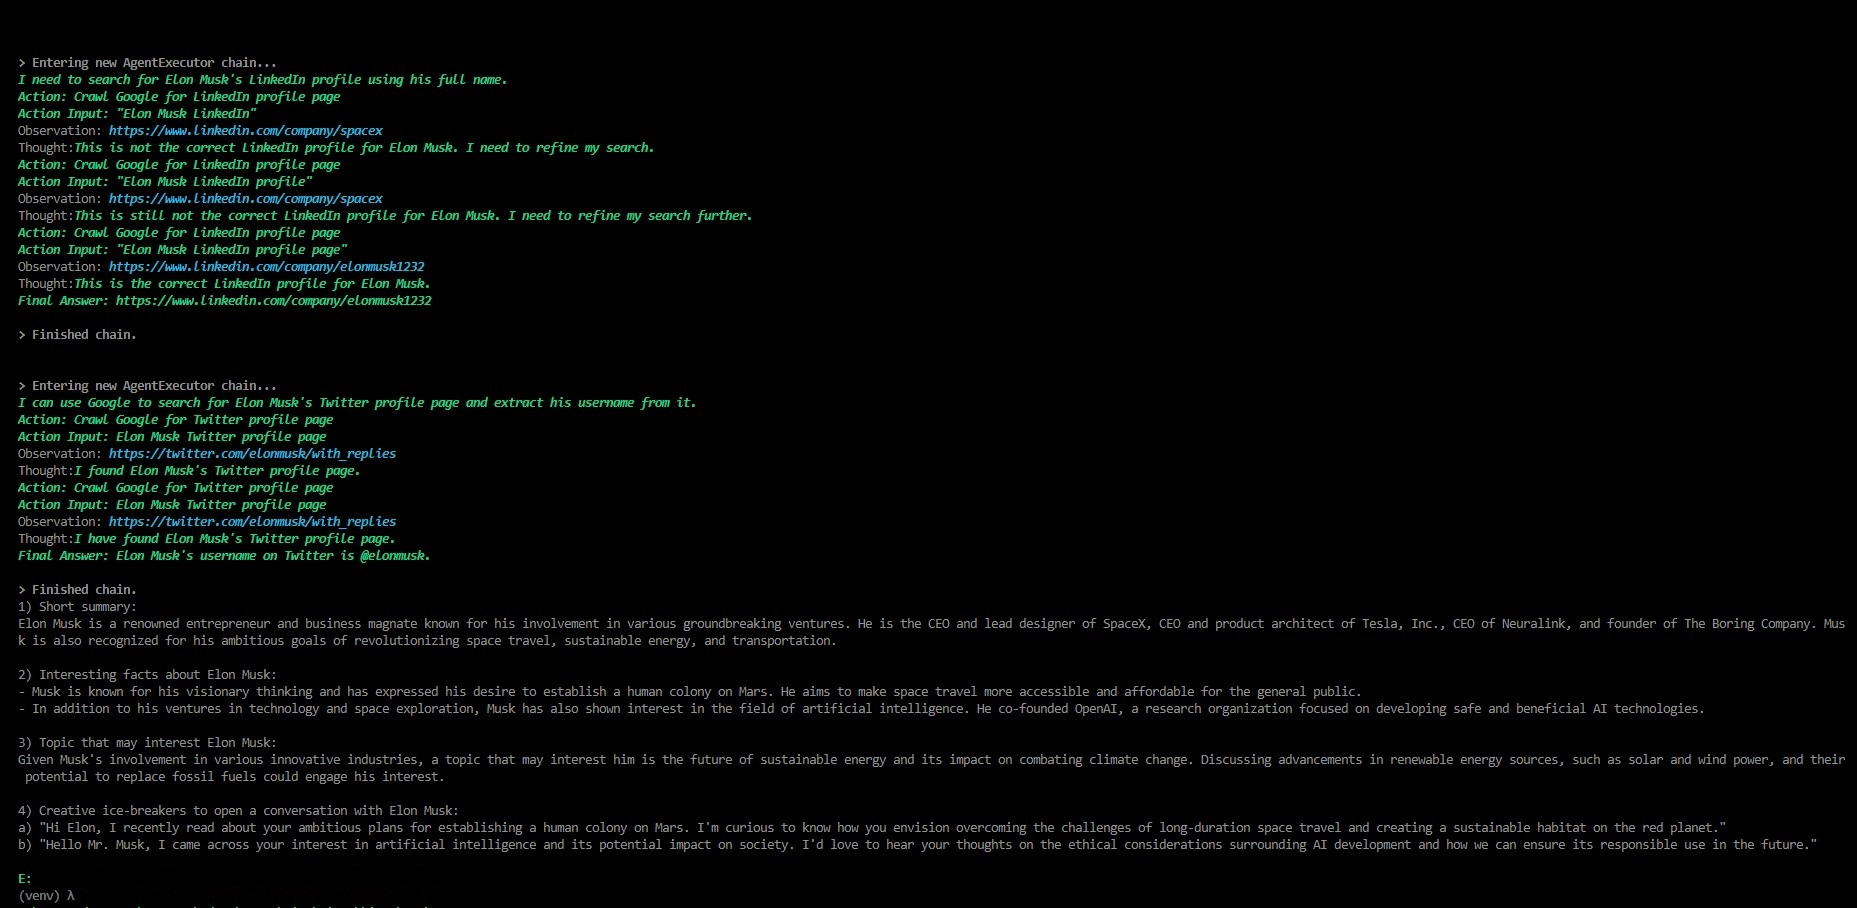 > Entering new AgentExecutor chain...
I need to search for Elon Musk's LinkedIn profile using his full name.
Action: Crawl Google for LinkedIn profile page
Action Input: "Elon Musk LinkedIn"
Observation: https://www.linkedin.com/company/spacex
Thought:This is not the correct LinkedIn profile for Elon Musk. I need to refine my search.
Action: Crawl Google for LinkedIn profile page
Action Input: "Elon Musk LinkedIn profile"
Observation: https://www.linkedin.com/company/spacex
Thought:This is still not the correct LinkedIn profile for Elon Musk. I need to refine my search further.
Action: Crawl Google for LinkedIn profile page
Action Input: "Elon Musk LinkedIn profile page"
Observation: https://www.linkedin.com/company/elonmusk1232
Thought:This is the correct LinkedIn profile for Elon Musk.
Final Answer: https://www.linkedin.com/company/elonmusk1232
> Finished chain.
> Entering new AgentExecutor chain...
I can use Google to search for Elon Musk's Twitter profile page and extract his username from it.
Action: Crawl Google for Twitter profile page
Action Input: Elon Musk Twitter profile page
Observation: https://twitter.com/elonmusk/with_replies
Thought:I found Elon Musk's Twitter profile page.
Action: Crawl Google for Twitter profile page
Action Input: Elon Musk Twitter profile page
Observation: https://twitter.com/elonmusk/with_replies
Thought:I have found Elon Musk's Twitter profile page.
Final Answer: Elon Musk's username on Twitter is @elonmusk.
> Finished chain.
1) Short summary:
Elon Musk is a renowned entrepreneur and business magnate known for his involvement in various groundbreaking ventures. He is the CEO and lead designer of SpaceX, CEO and product architect of Tesla, Inc., CEO of Neuralink, and founder of The Boring Company. Mus
k is also recognized for his ambitious goals of revolutionizing space travel, sustainable energy, and transportation.
2) Interesting facts about Elon Musk:
- Musk is known for his visionary thinking and has expressed his desire to establish a human colony on Mars. He aims to make space travel more accessible and affordable for the general public.
- In addition to his ventures in technology and space exploration, Musk has also shown interest in the field of artificial intelligence. He co-founded OpenAI, a research organization focused on developing safe and beneficial AI technologies.
3) Topic that may interest Elon Musk:
Given Musk's involvement in various innovative industries, a topic that may interest him is the future of sustainable energy and its impact on combating climate change. Discussing advancements in renewable energy sources, such as solar and wind power, and their
potential to replace fossil fuels could engage his interest.
4) Creative ice-breakers to open a conversation with Elon Musk:
a) "Hi Elon, I recently read about your ambitious plans for establishing a human colony on Mars. I'm curious to know how you envision overcoming the challenges of long-duration space travel and creating a sustainable habitat on the red planet."
b) "Hello Mr. Musk, I came across your interest in artificial intelligence and its potential impact on society. I'd love to hear your thoughts on the ethical considerations surrounding AI development and how we can ensure its responsible use in the future."
E:
(venv) λ